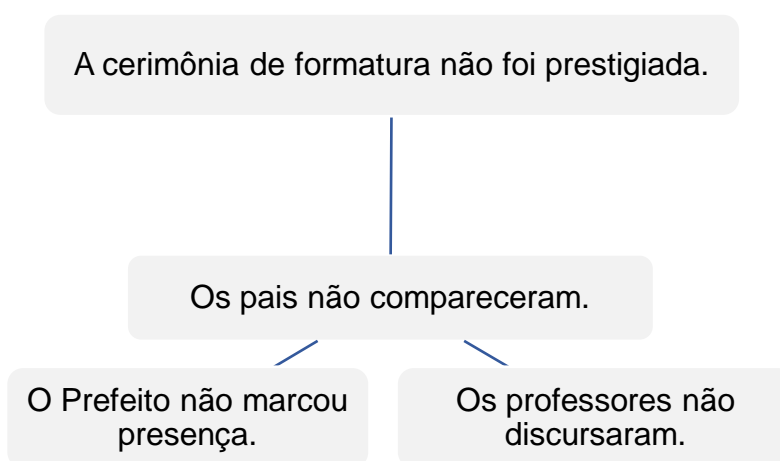 A cerimônia de formatura não foi prestigiada.
Os pais não compareceram.
O Prefeito não marcou
presença.
Os professores não
discursaram.